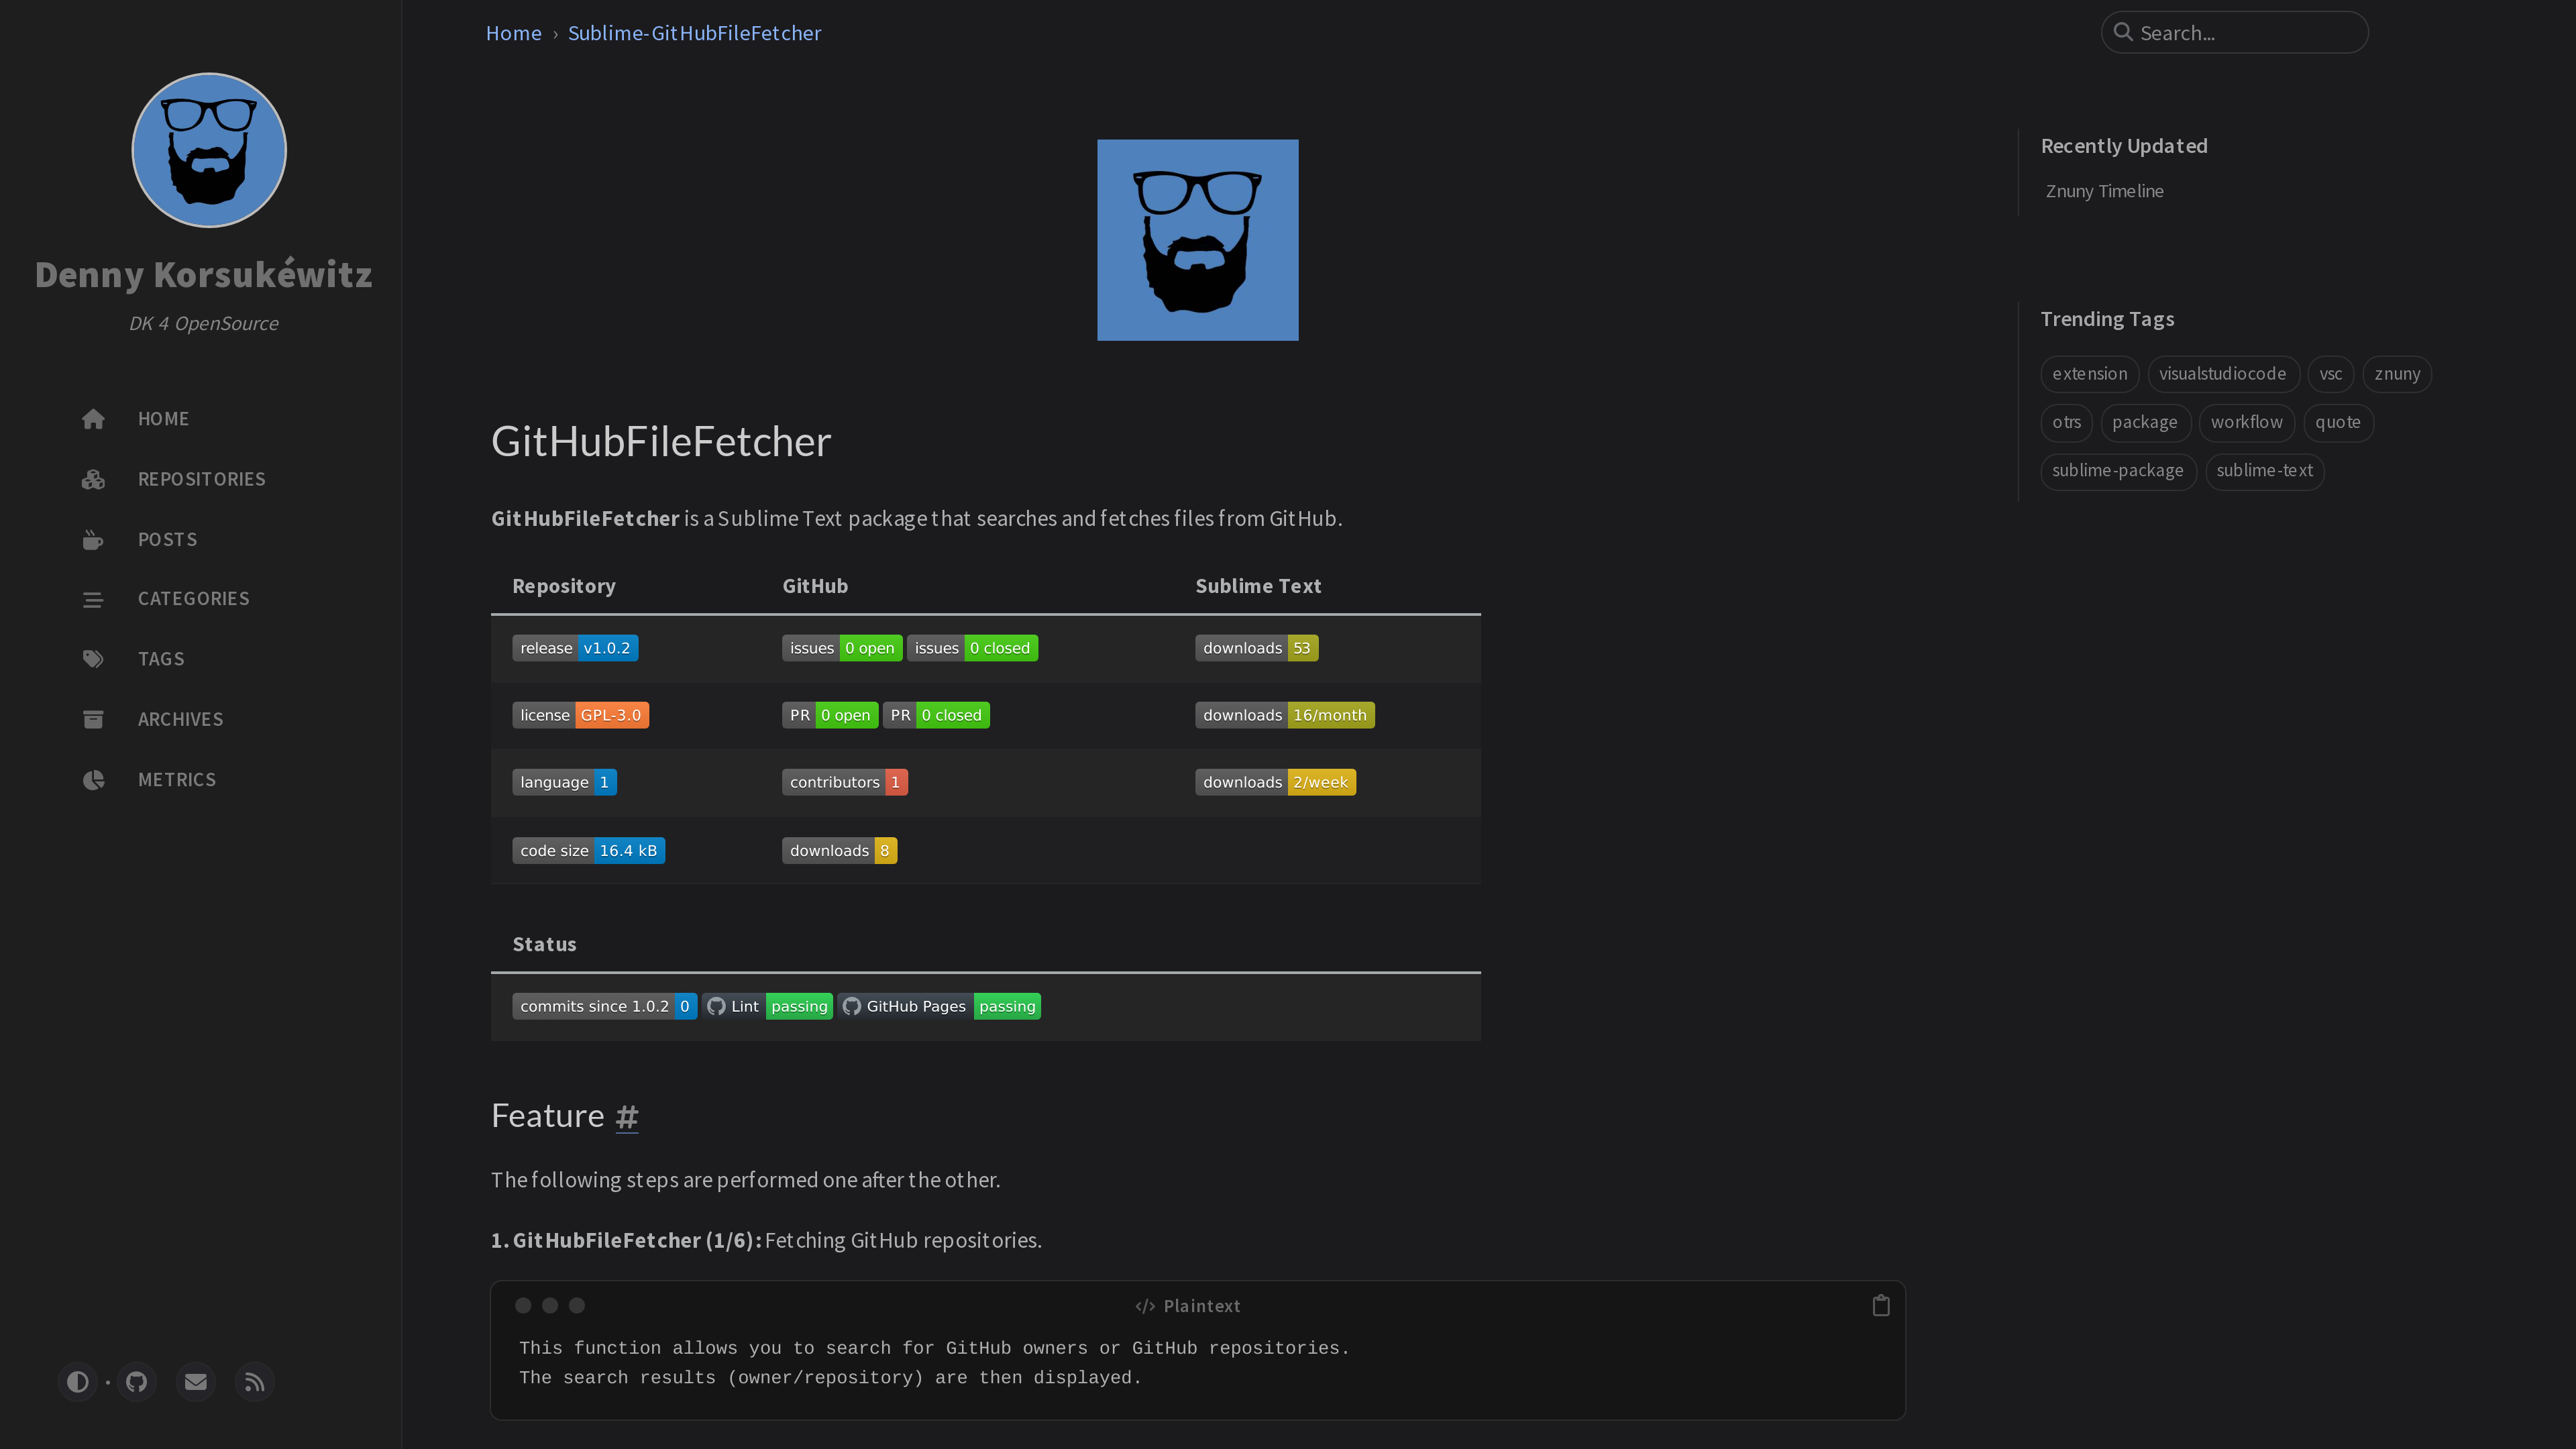 Denny Korsukéwitz
DK 4 OpenSource
HOME
REPOSITORIES
POSTS
CATEGORIES
TAGS
ARCHIVES
METRICS
Home › Sublime-GitHubFileFetcher
Search...
GitHubFileFetcher
GitHubFileFetcher is a Sublime Text package that searches and fetches files from GitHub.
Repository GitHub Sublime Text
release v1.0.2 issues 0 open issues 0 closed downloads 53
license GPL-3.0 PR 0 open PR 0 closed downloads 16/month
language 1 contributors 1 downloads 2/week
code size 16.4 kB downloads 8
Status
commits since 1.0.2 0 Lint passing GitHub Pages passing
Feature #
The following steps are performed one after the other.
1. GitHubFileFetcher (1/6): Fetching GitHub repositories.
</> Plaintext
This function allows you to search for GitHub owners or GitHub repositories.
The search results (owner/repository) are then displayed.
Recently Updated
Znuny Timeline
Trending Tags
extension visualstudiocode vsc znuny
otrs package workflow quote
sublime-package sublime-text